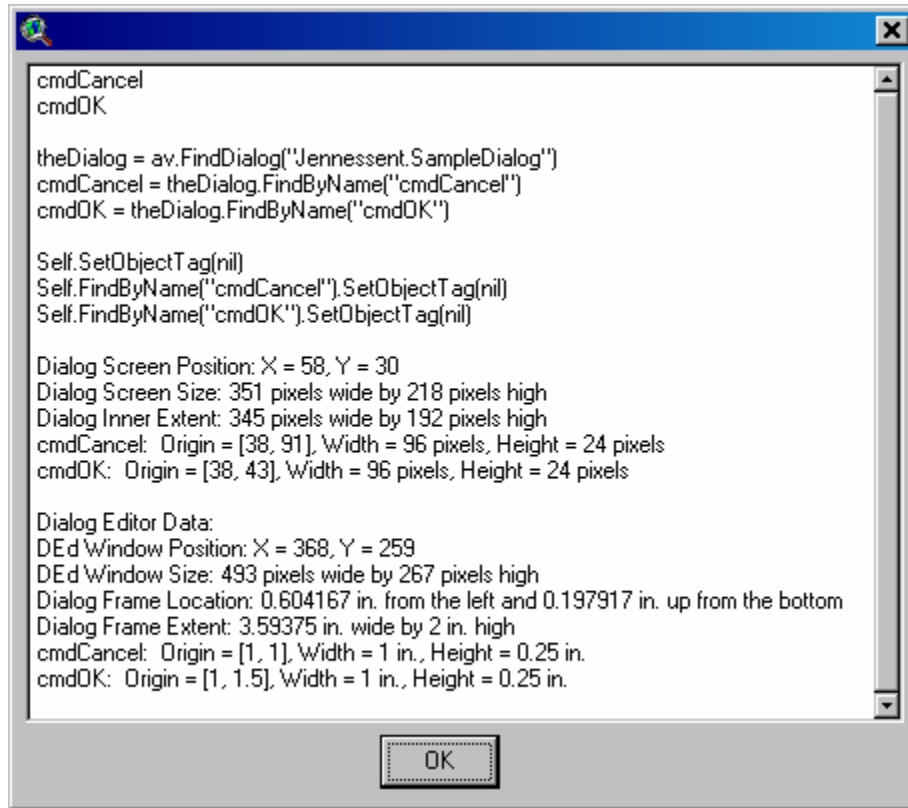 cmdCancel
cmdOK
theDialog = av.FindDialog("Jennessent.SampleDialog")
cmdCancel = theDialog.FindByName("cmdCancel")
cmdOK = theDialog.FindByName("cmdOK")
Self.SetObjectTag(nil)
Self.FindByName("cmdCancel").SetObjectTag(nil)
Self.FindByName("cmdOK").SetObjectTag(nil)
Dialog Screen Position: X = 58, Y = 30
Dialog Screen Size: 351 pixels wide by 218 pixels high
Dialog Inner Extent: 345 pixels wide by 192 pixels high
cmdCancel:  Origin = [38, 91], Width = 96 pixels, Height = 24 pixels
cmdOK:  Origin = [38, 43], Width = 96 pixels, Height = 24 pixels
Dialog Editor Data:
DEd Window Position: X = 368, Y = 259
DEd Window Size: 493 pixels wide by 267 pixels high
Dialog Frame Location: 0.604167 in. from the left and 0.197917 in. up from the bottom
Dialog Frame Extent: 3.59375 in. wide by 2 in. high
cmdCancel:  Origin = [1, 1], Width = 1 in., Height = 0.25 in.
cmdOK:  Origin = [1, 1.5], Width = 1 in., Height = 0.25 in.
OK